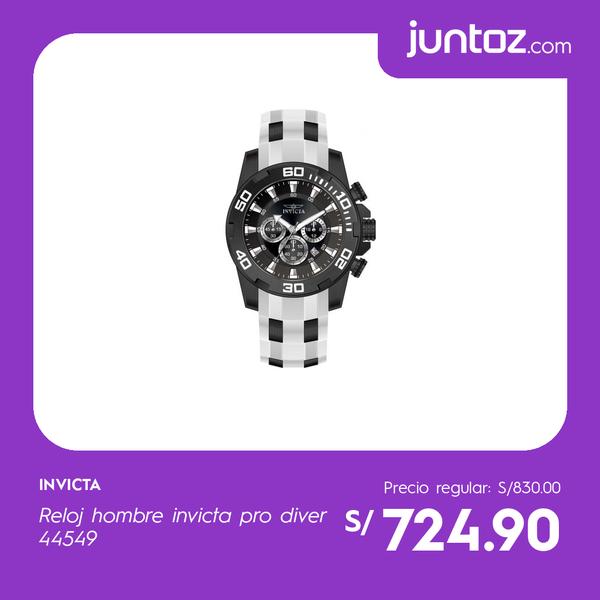 juntoz.com
60
10
20
30
40
50
INVICTA
INVICTA
Precio regular: S/830.00
Reloj hombre invicta pro diver
44549
S/ 724.90